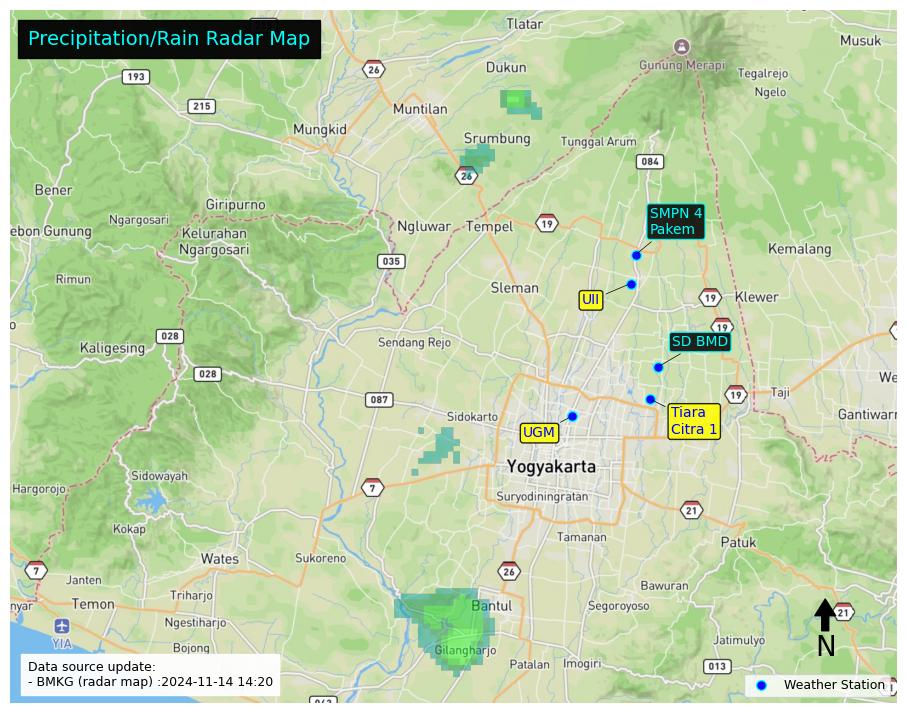 Precipitation/Rain Radar Map
Tlatar
26
Musuk
Gunung Merapi
193
Dukun
Tegalrejo
Ngelo
215
Muntilan
Mungkid
Srumbung
Tunggal Arum
084
26
Bener
Giripurno
Ngargosari
ebon Gunung
Kelurahan
Ngargosari
Ngluwar
Tempel
19
SMPN 4
Pakem
Kemalang
035
Rimun
Sleman
UII
19
Klewer
19
028
Kaligesing
Sendang Rejo
SD BMD
028
We
087
19
Taji
Sidokarto
Tiara
Citra 1
Gantiwarn
UGM
Yogyakarta
Sidowayah
Hargorojo
7
Suryodiningratan
21
Kokap
Tamanan
Patuk
Wates
Sukoreno
7
26
Janten
Bawuran
nyar
Temon
Triharjo
Bantul
Segoroyoso
21
Ngestiharjo
YIA
N
Jatimulyo
Bojong
Gilangharjo
Patalan
Imogiri
013
Data source update:
- BMKG (radar map) :2024-11-14 14:20
Weather Station